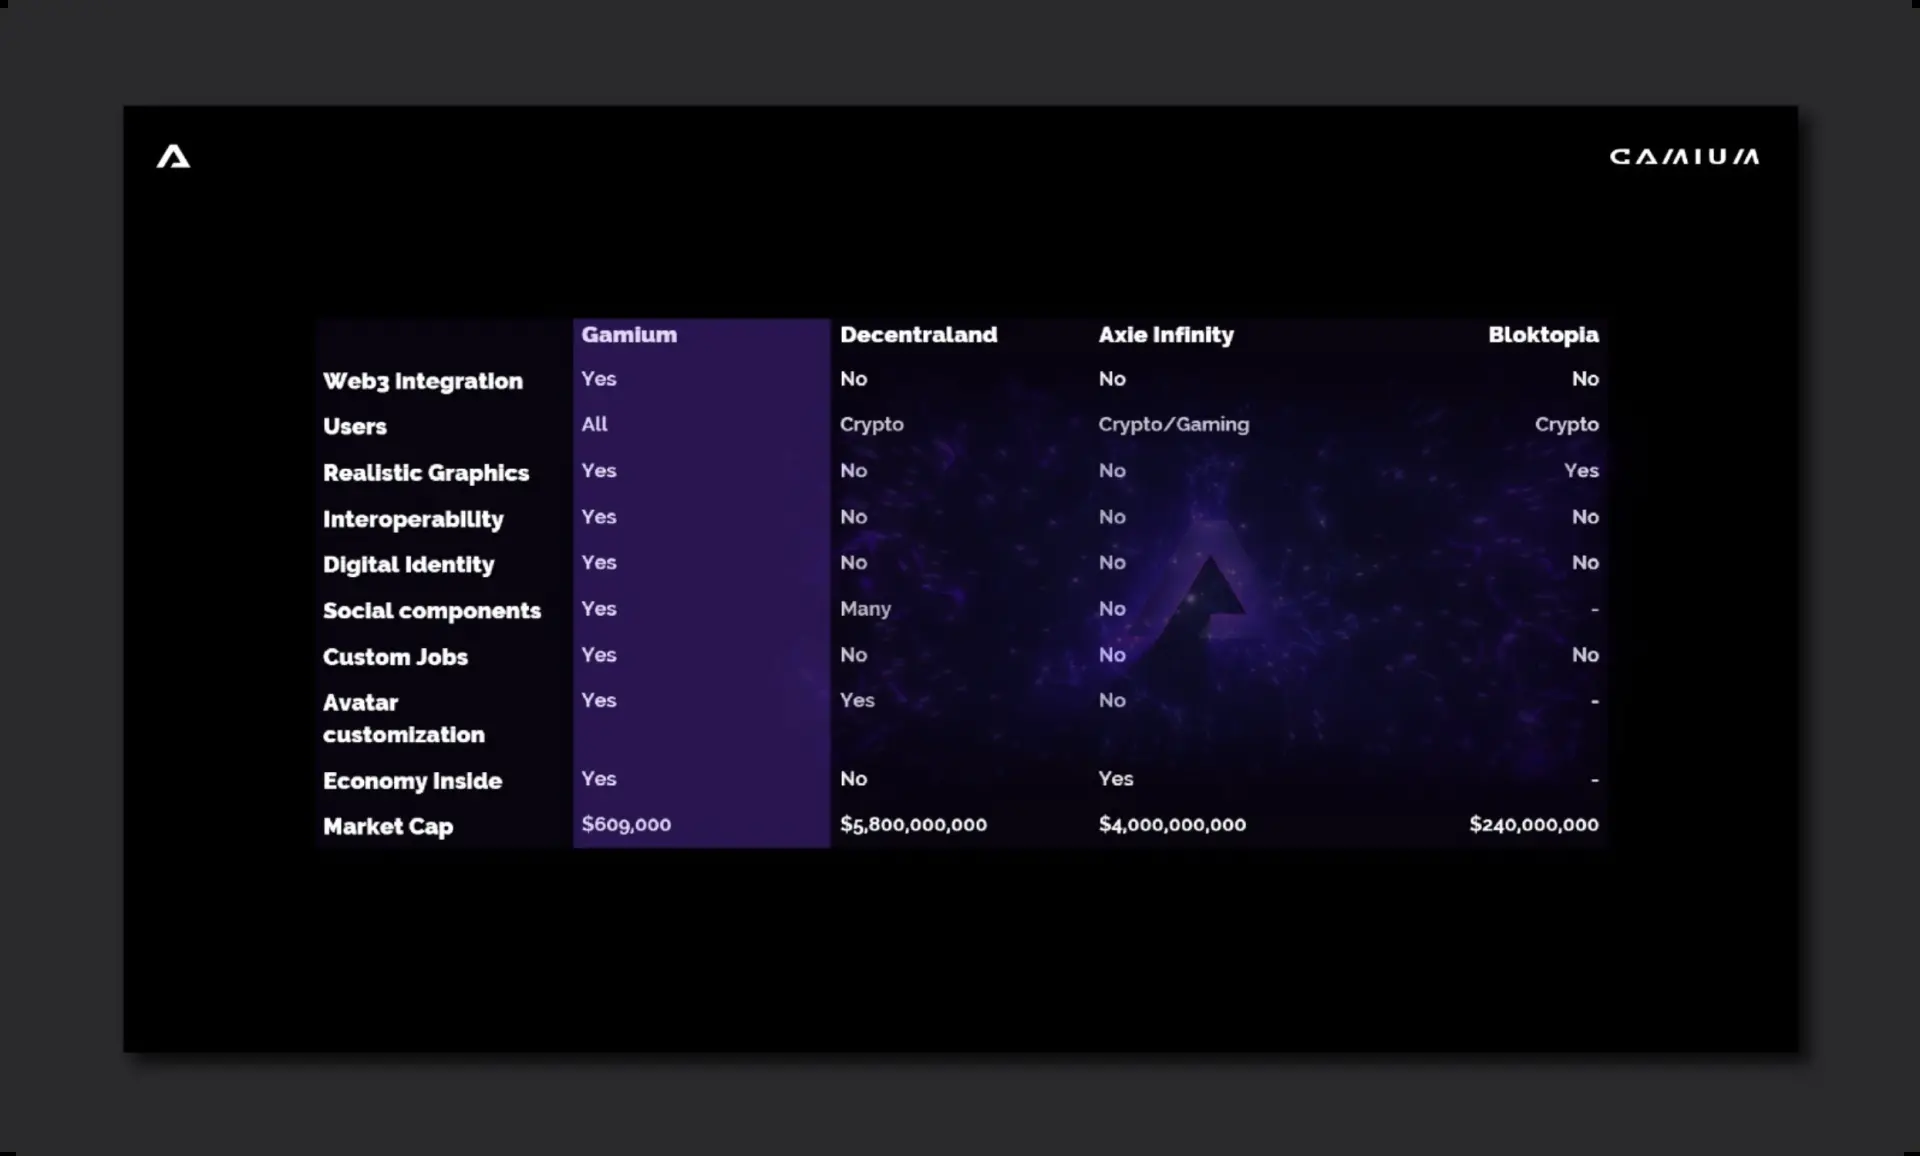 GAMIUM
Gamium Decentraland Axie Infinity Bloktopia
Web3 integration Yes No No No
Users All Crypto Crypto/Gaming Crypto
Realistic Graphics Yes No No Yes
Interoperability Yes No No No
Digital Identity Yes No No No
Social components Yes Many No -
Custom Jobs Yes No No No
Avatar Yes Yes No -
customization
Economy Inside Yes No Yes -
Market Cap $609,000 $5,800,000,000 $4,000,000,000 $240,000,000